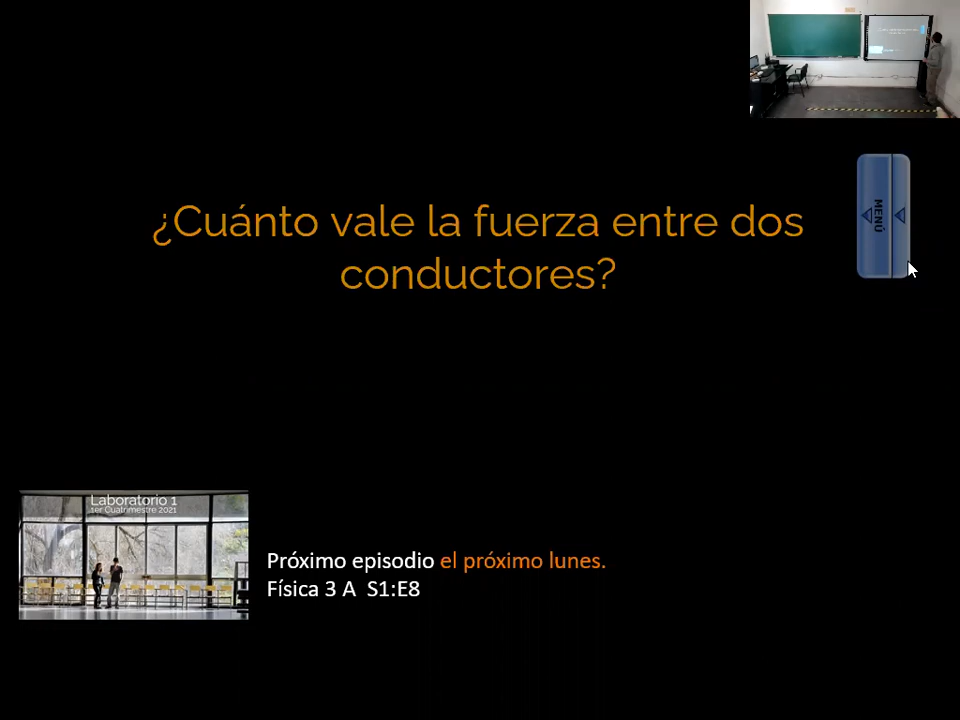 ¿Cuánto vale la fuerza entre dos
conductores?
MENÚ
Laboratorio 1
1er Cuatrimestre 2021
Próximo episodio el próximo lunes.
Física 3 A S1:E8